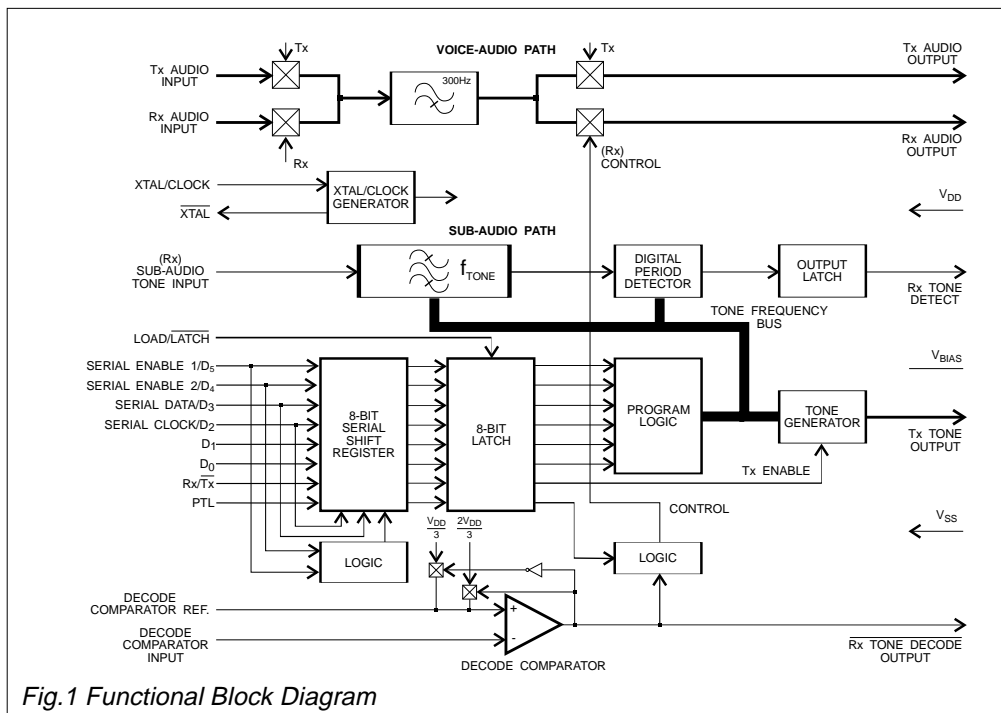 Tx
VOICE-AUDIO PATH
Tx
Tx AUDIO
INPUT
300Hz
Tx AUDIO
OUTPUT
Rx AUDIO
INPUT
Rx
(Rx)
CONTROL
Rx AUDIO
OUTPUT
XTAL/CLOCK
XTAL
XTAL/CLOCK
GENERATOR
VDD
SUB-AUDIO PATH
(Rx)
SUB-AUDIO
TONE INPUT
fTONE
DIGITAL
PERIOD
DETECTOR
OUTPUT
LATCH
Rx TONE
DETECT
TONE FREQUENCY
BUS
LOAD/LATCH
VBIAS
SERIAL ENABLE 1/D5
SERIAL ENABLE 2/D4
SERIAL DATA/D3
SERIAL CLOCK/D2
D1
D0
Rx/Tx
PTL
8-BIT
SERIAL
SHIFT
REGISTER
8-BIT
LATCH
PROGRAM
LOGIC
TONE
GENERATOR
Tx TONE
OUTPUT
Tx ENABLE
CONTROL
VSS
VDD
3
2VDD
3
LOGIC
LOGIC
DECODE
COMPARATOR REF.
+
-
DECODE
COMPARATOR
INPUT
DECODE COMPARATOR
Rx TONE DECODE
OUTPUT
Fig.1 Functional Block Diagram